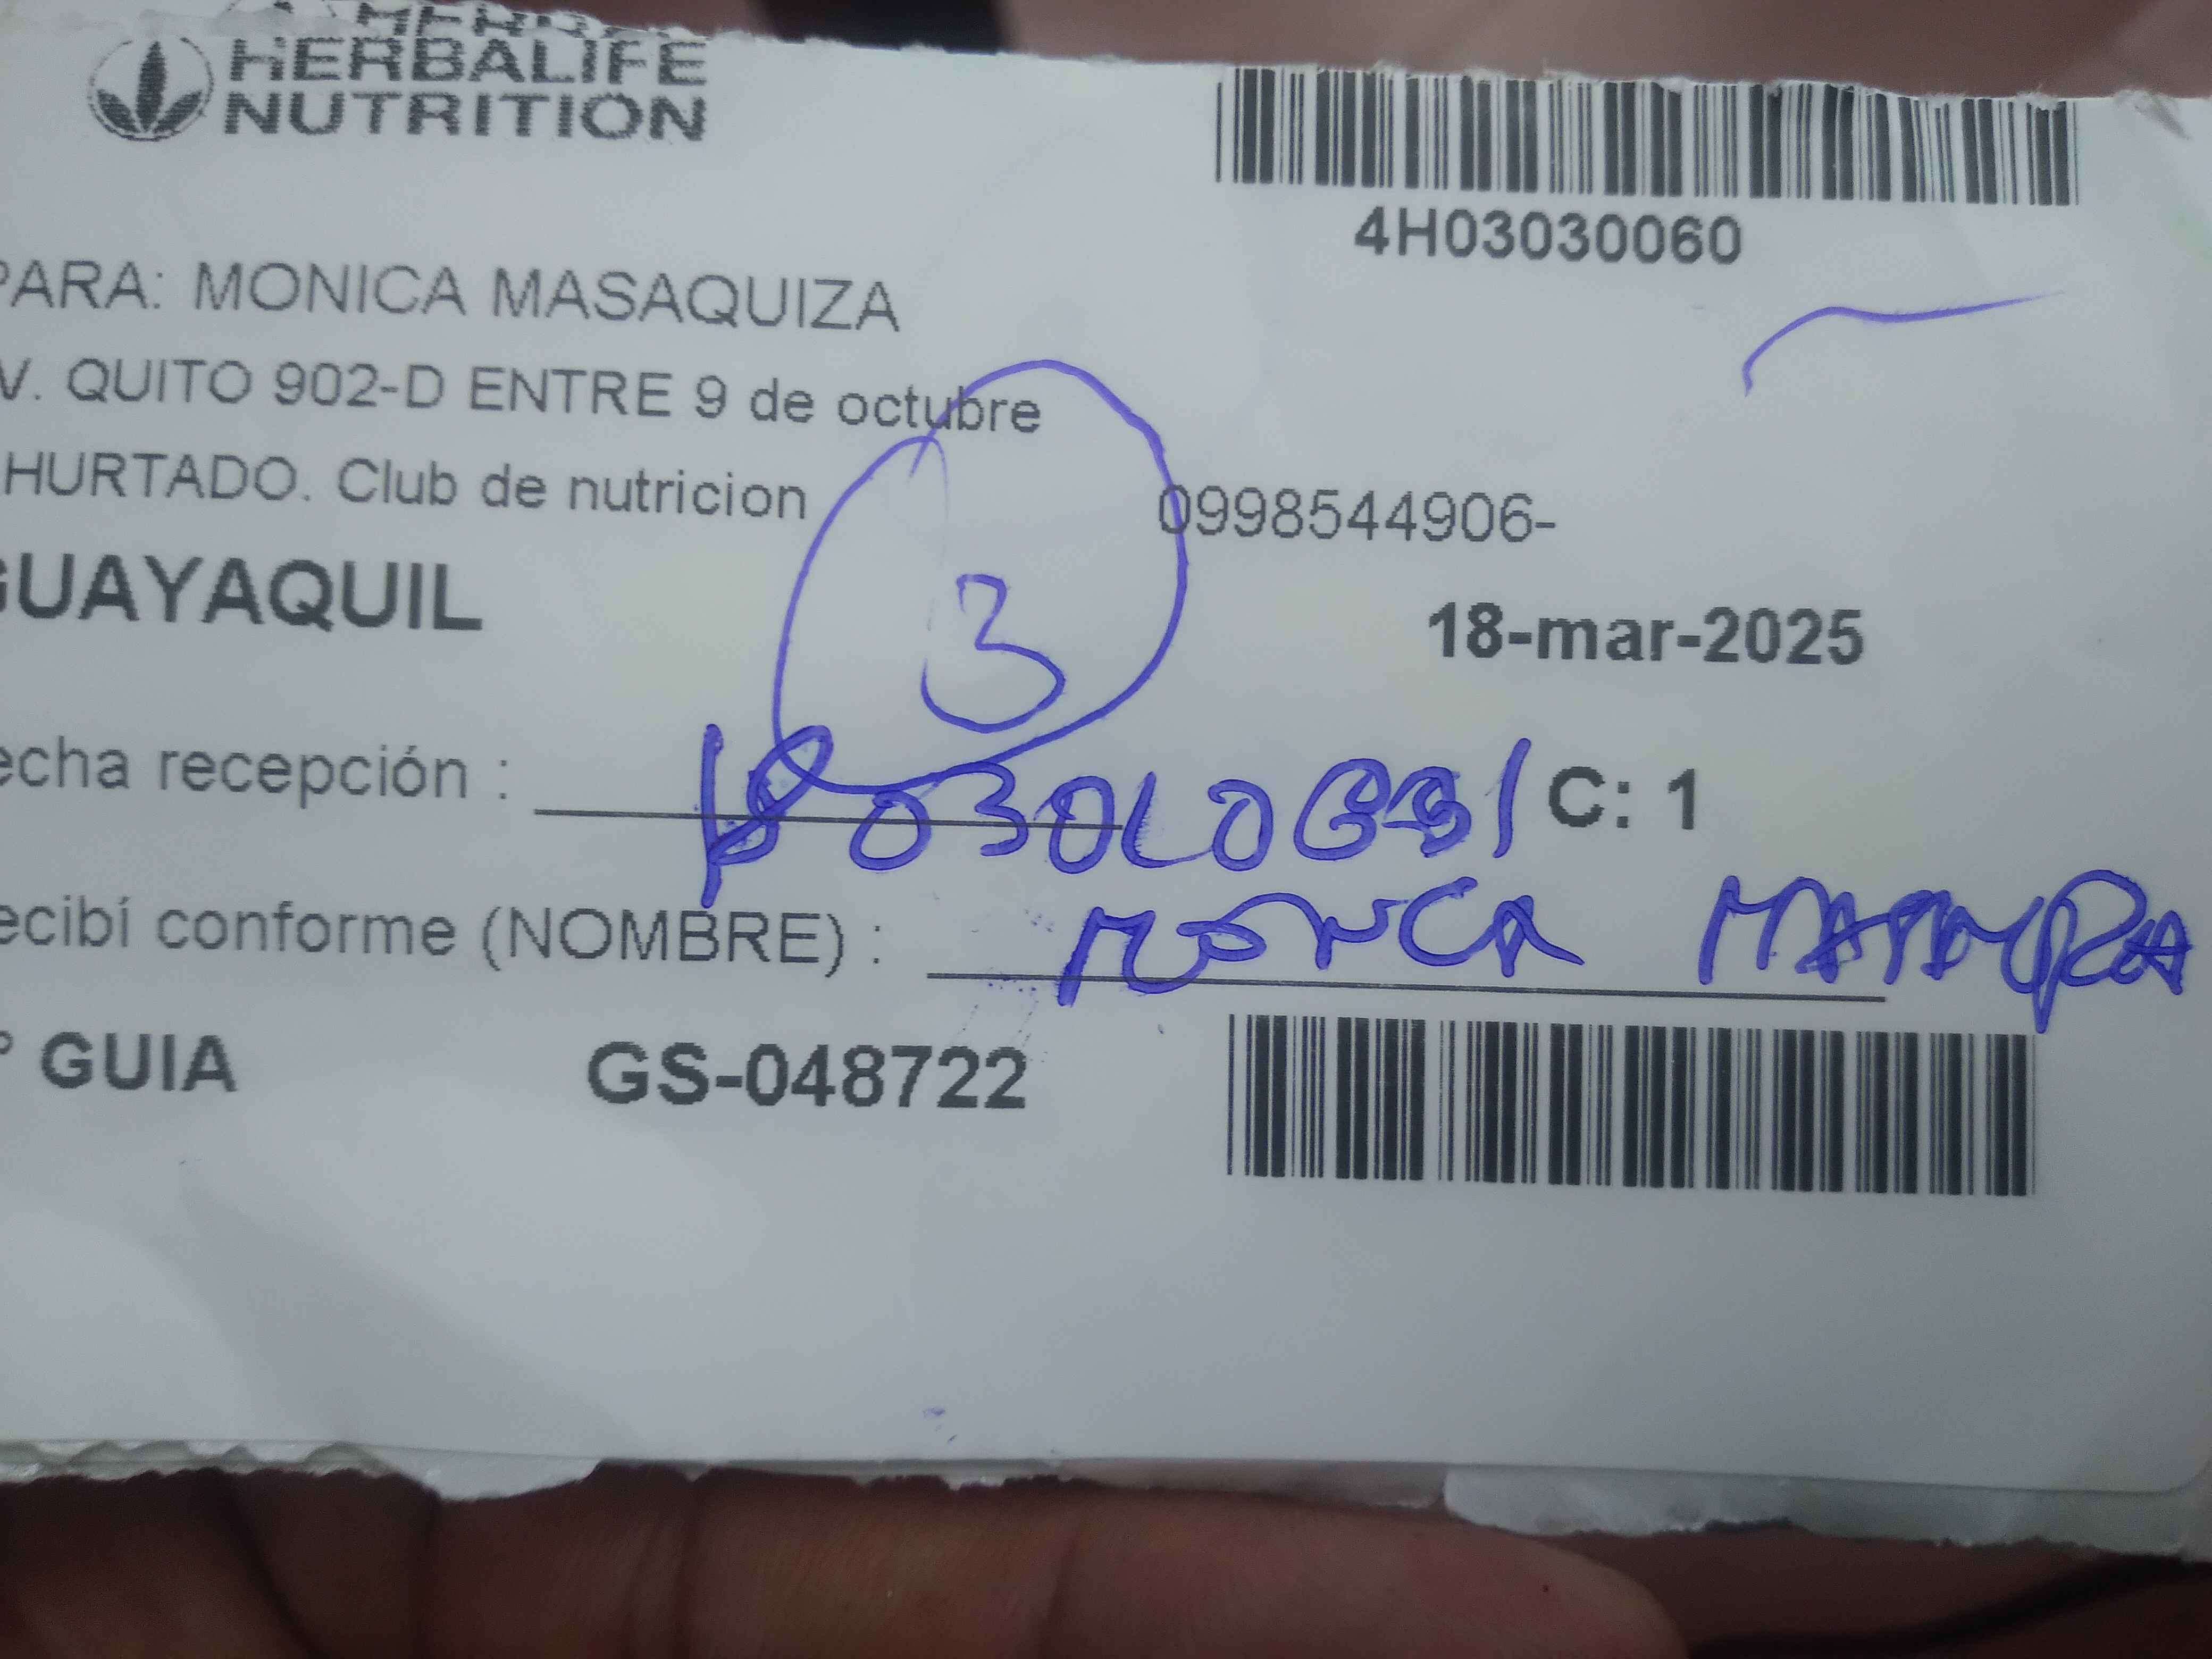 HERBALIFE
NUTRITION
4H03030060
PARA: MONICA MASAQUIZA
V. QUITO 902-D ENTRE 9 de octubre
HURTADO. Club de nutricion 0998544906-
GUAYAQUIL
3
18-mar-2025
echa recepción : C: 1
ecibí conforme (NOMBRE) : MONICA
° GUIA GS-048722